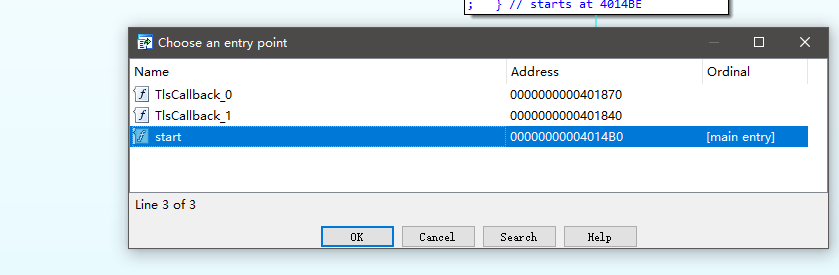 ; } // starts at 4014BE
Choose an entry point
Name Address Ordinal
TlsCallback_0 0000000000401870
TlsCallback_1 0000000000401840
start 00000000004014B0 [main entry]
Line 3 of 3
OK Cancel Search Help